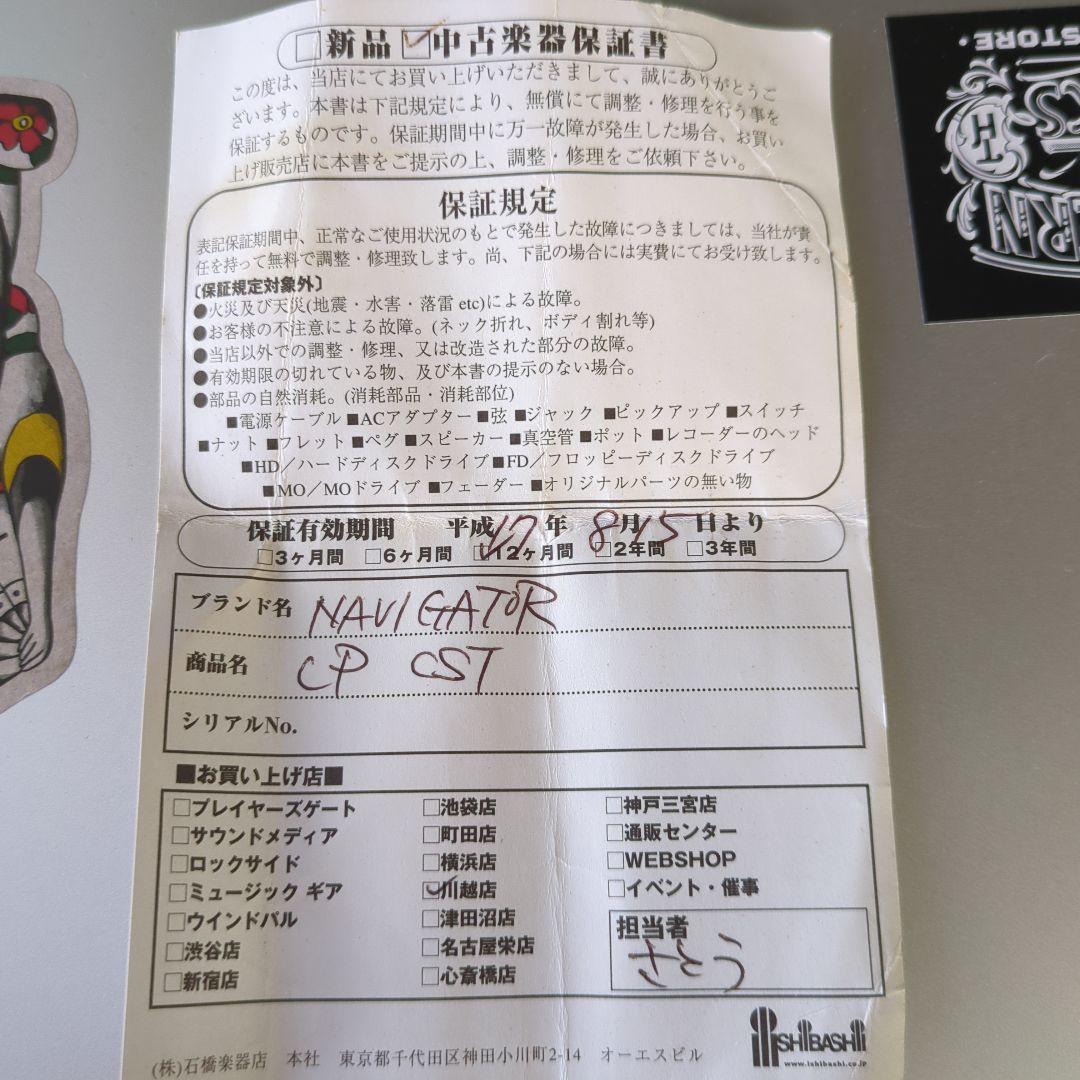 □新品 ☑中古楽器保証書
この度は、当店にてお買い上げいただきまして、誠にありがとうご
ざいます。本書は下記規定により、無償にて調整・修理を行う事を
保証するものです。保証期間中に万一故障が発生した場合、お買い
上げ販売店に本書をご提示の上、調整・修理をご依頼下さい。
保証規定
表記保証期間中、正常なご使用状況のもとで発生した故障につきましては、当社が責
任を持って無料で調整・修理致します。尚、下記の場合には実費にてお受け致します。
〔保証規定対象外〕
●火災及び天災(地震・水害・落雷 etc)による故障。
●お客様の不注意による故障。(ネック折れ、ボディ割れ等)
●当店以外での調整・修理、又は改造された部分の故障。
●有効期限の切れている物、及び本書の提示のない場合。
●部品の自然消耗。(消耗部品・消耗部位)
■電源ケーブル ■ACアダプター ■弦 ■ジャック ■ピックアップ ■スイッチ
■ナット ■フレット ■ペグ ■スピーカー ■真空管 ■ポット ■レコーダーのヘッド
■HD／ハードディスクドライブ ■FD／フロッピーディスクドライブ
■MO／MOドライブ ■フェーダー ■オリジナルパーツの無い物
保証有効期間 平成17年 8月15日より
□3ヶ月間 □6ヶ月間 ☑12ヶ月間 □2年間 □3年間
ブランド名 NAVIGATOR
商品名 CP CST
シリアルNo.
■お買い上げ店■
□プレイヤーズゲート □池袋店 □神戸三宮店
□サウンドメディア □町田店 □通販センター
□ロックサイド □横浜店 □WEBSHOP
□ミュージック ギア ☑川越店 □イベント・催事
□ウインドパル □津田沼店
□渋谷店 □名古屋栄店
□新宿店 □心斎橋店
担当者
さとう
ISHIBASHI
www.ishibashi.co.jp
(株)石橋楽器店 本社 東京都千代田区神田小川町2-14 オーエスビル
STORE・
HL